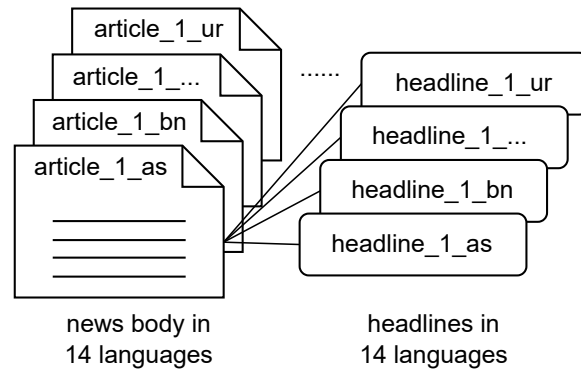 article_1_ur
article_1_...
article_1_bn
article_1_as
......
headline_1_ur
headline_1_...
headline_1_bn
headline_1_as
news body in
14 languages
headlines in
14 languages